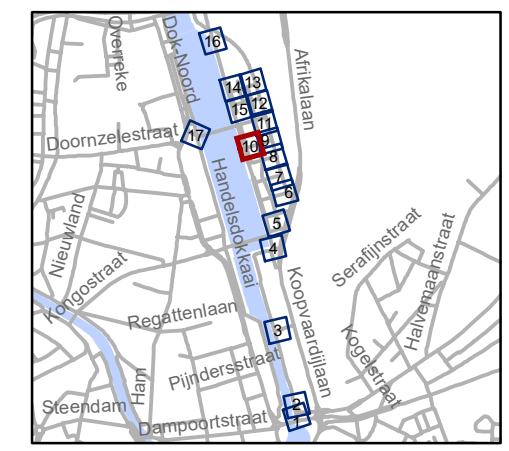 Overreke
Dok-Noord
16
Afrikalaan
14
13
15
12
11
Doornzelestraat
17
10
9
8
7
6
Handelsdokkaai
Nieuwland
5
4
Kongostraat
Serafijnstraat
Halvemaanstraat
Koopvaardijlaan
Regattenlaan
3
Kogelstraat
Pijndersstraat
Ham
Steendam
2
1
Dampoortstraat